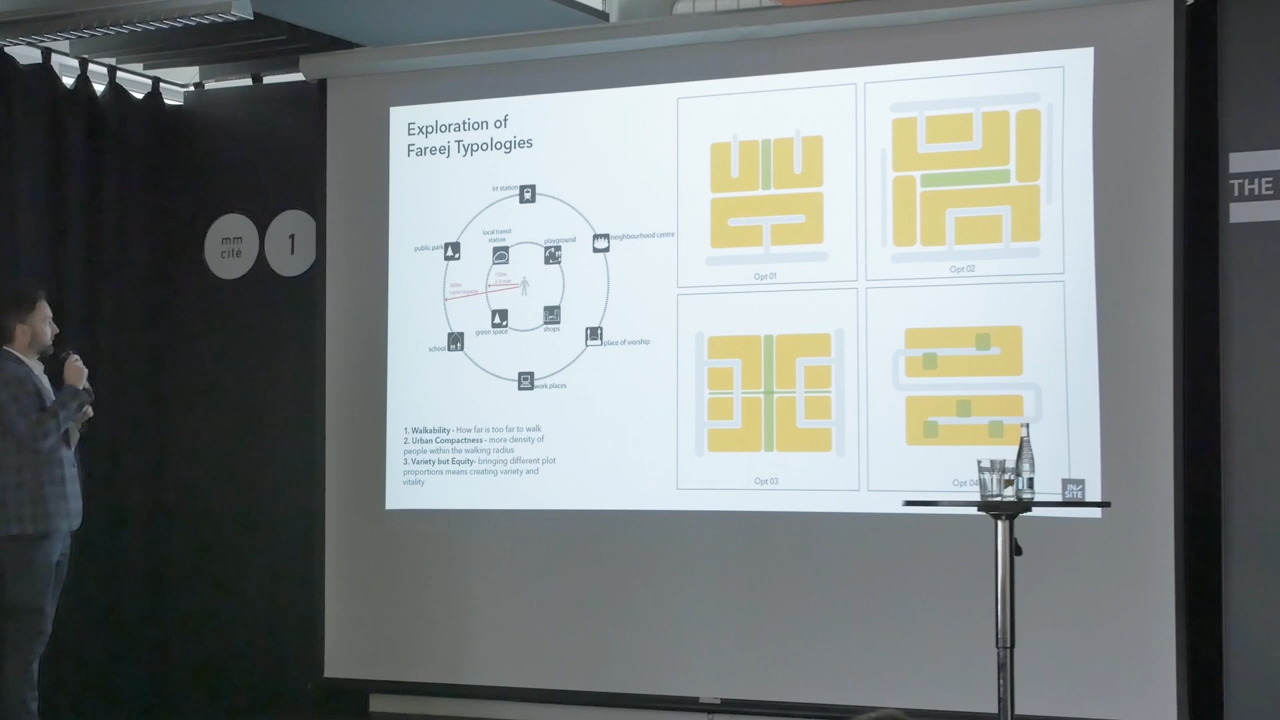 Exploration of
Fareej Typologies
lrt station
public park
local transit
station
playground
neighbourhood centre
green space
shops
school
place of worship
work places
1. Walkability - How far is too far to walk
2. Urban Compactness - more density of
people within the walking radius
3. Variety but Equity- bringing different plot
proportions means creating variety and
vitality
Opt 01
Opt 02
Opt 03
Opt 04
IN
SITE
mm
cité
1
THE